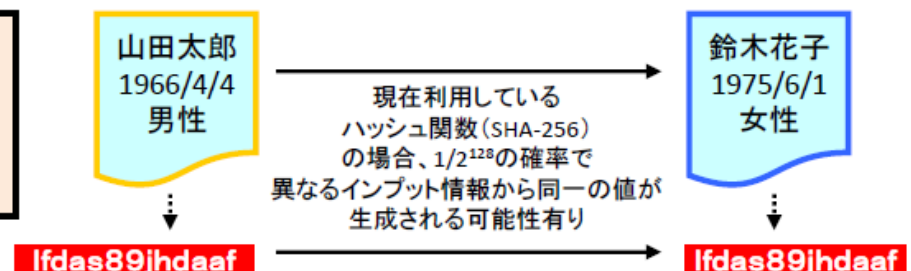 山田太郎
1966/4/4
男性
現在利用している
ハッシュ関数(SHA-256)
の場合、1/2¹²⁸の確率で
異なるインプット情報から同一の値が
生成される可能性有り
鈴木花子
1975/6/1
女性
lfdas89jhdaaf
lfdas89jhdaaf